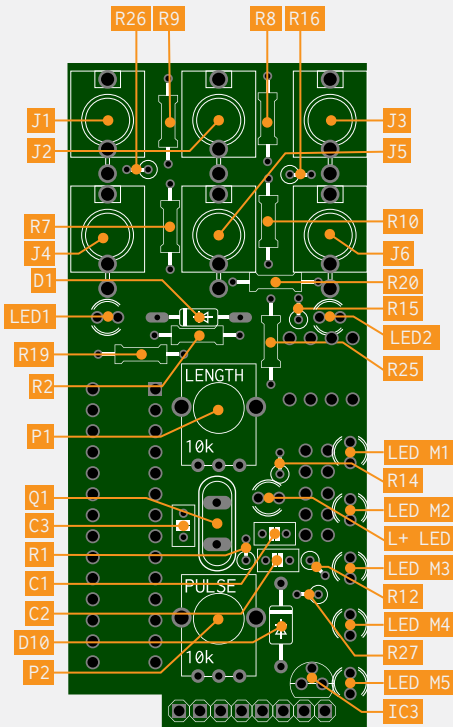 R26 R9 R8 R16
J1 J3
J2 J5
R7 R10
J4 J6
D1 R20
LED1 R15
LED2
R19
R2 R25
LENGTH
P1
10k
LED M1
R14
Q1 LED M2
C3 L+ LED
R1
C1 LED M3
PULSE
R12
C2
LED M4
D10
R27
P2 10k
LED M5
IC3